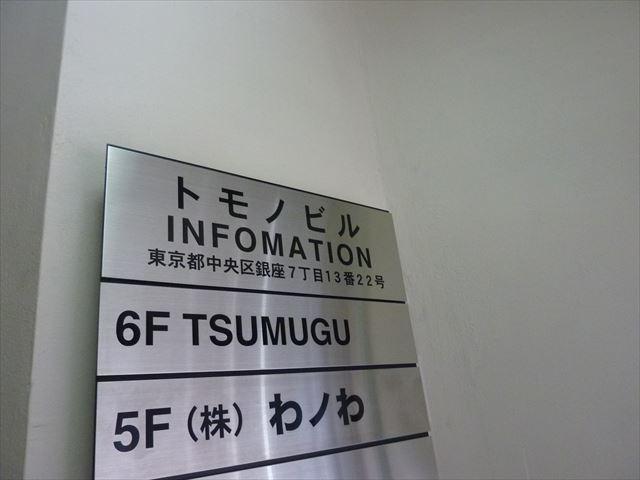 トモノビル
INFOMATION
東京都中央区銀座7丁目13番22号
6F TSUMUGU
5F (株) わノわ